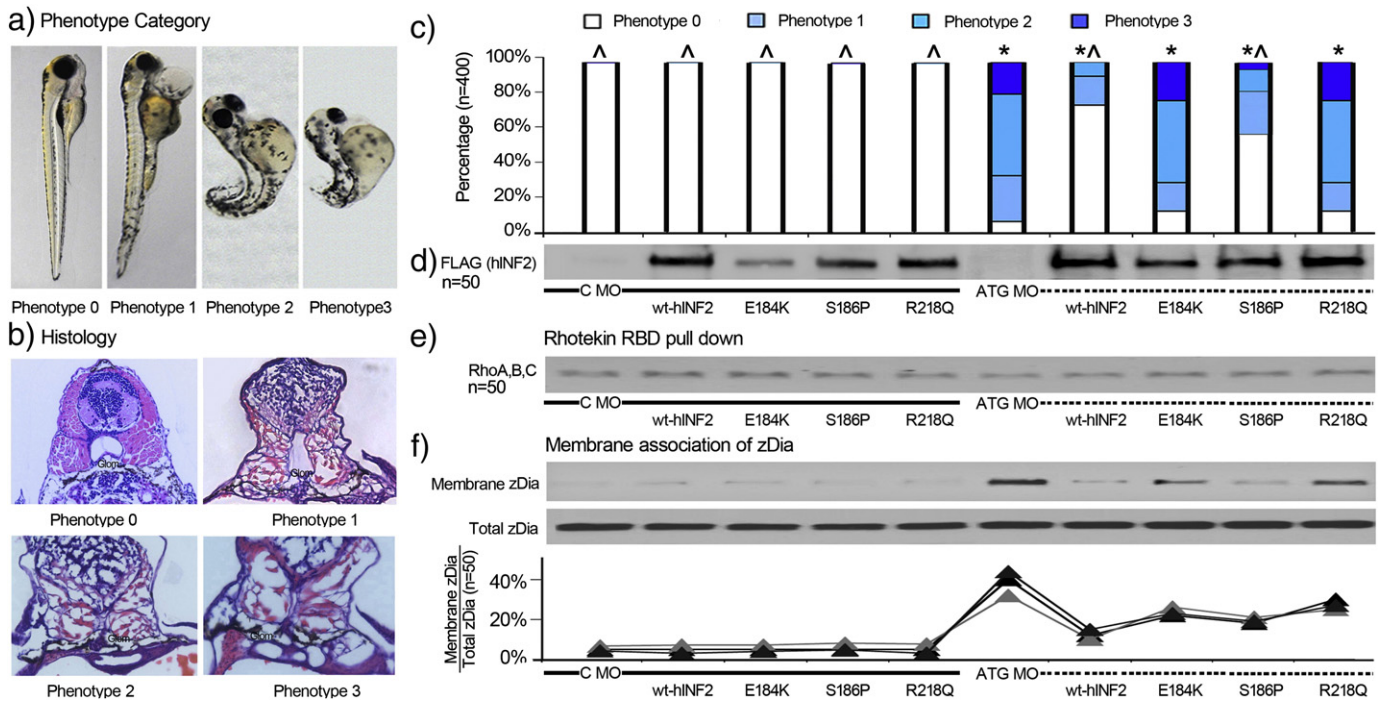 a) Phenotype Category
Phenotype 0 Phenotype 1 Phenotype 2 Phenotype3
b) Histology
Glom
Glom
Phenotype 0 Phenotype 1
Glom
Glom
Phenotype 2 Phenotype 3
c) Phenotype 0 Phenotype 1 Phenotype 2 Phenotype 3
^ ^ ^ ^ ^ * *^ * *^ *
Percentage (n=400)
100%
80%
60%
40%
20%
0%
d) FLAG (hINF2)
n=50
C MO ATG MO
wt-hINF2 E184K S186P R218Q wt-hINF2 E184K S186P R218Q
e) Rhotekin RBD pull down
RhoA,B,C
n=50
C MO ATG MO
wt-hINF2 E184K S186P R218Q wt-hINF2 E184K S186P R218Q
f) Membrane association of zDia
Membrane zDia
Total zDia
Membrane zDia
Total zDia (n=50)
40%
20%
0%
C MO ATG MO
wt-hINF2 E184K S186P R218Q wt-hINF2 E184K S186P R218Q